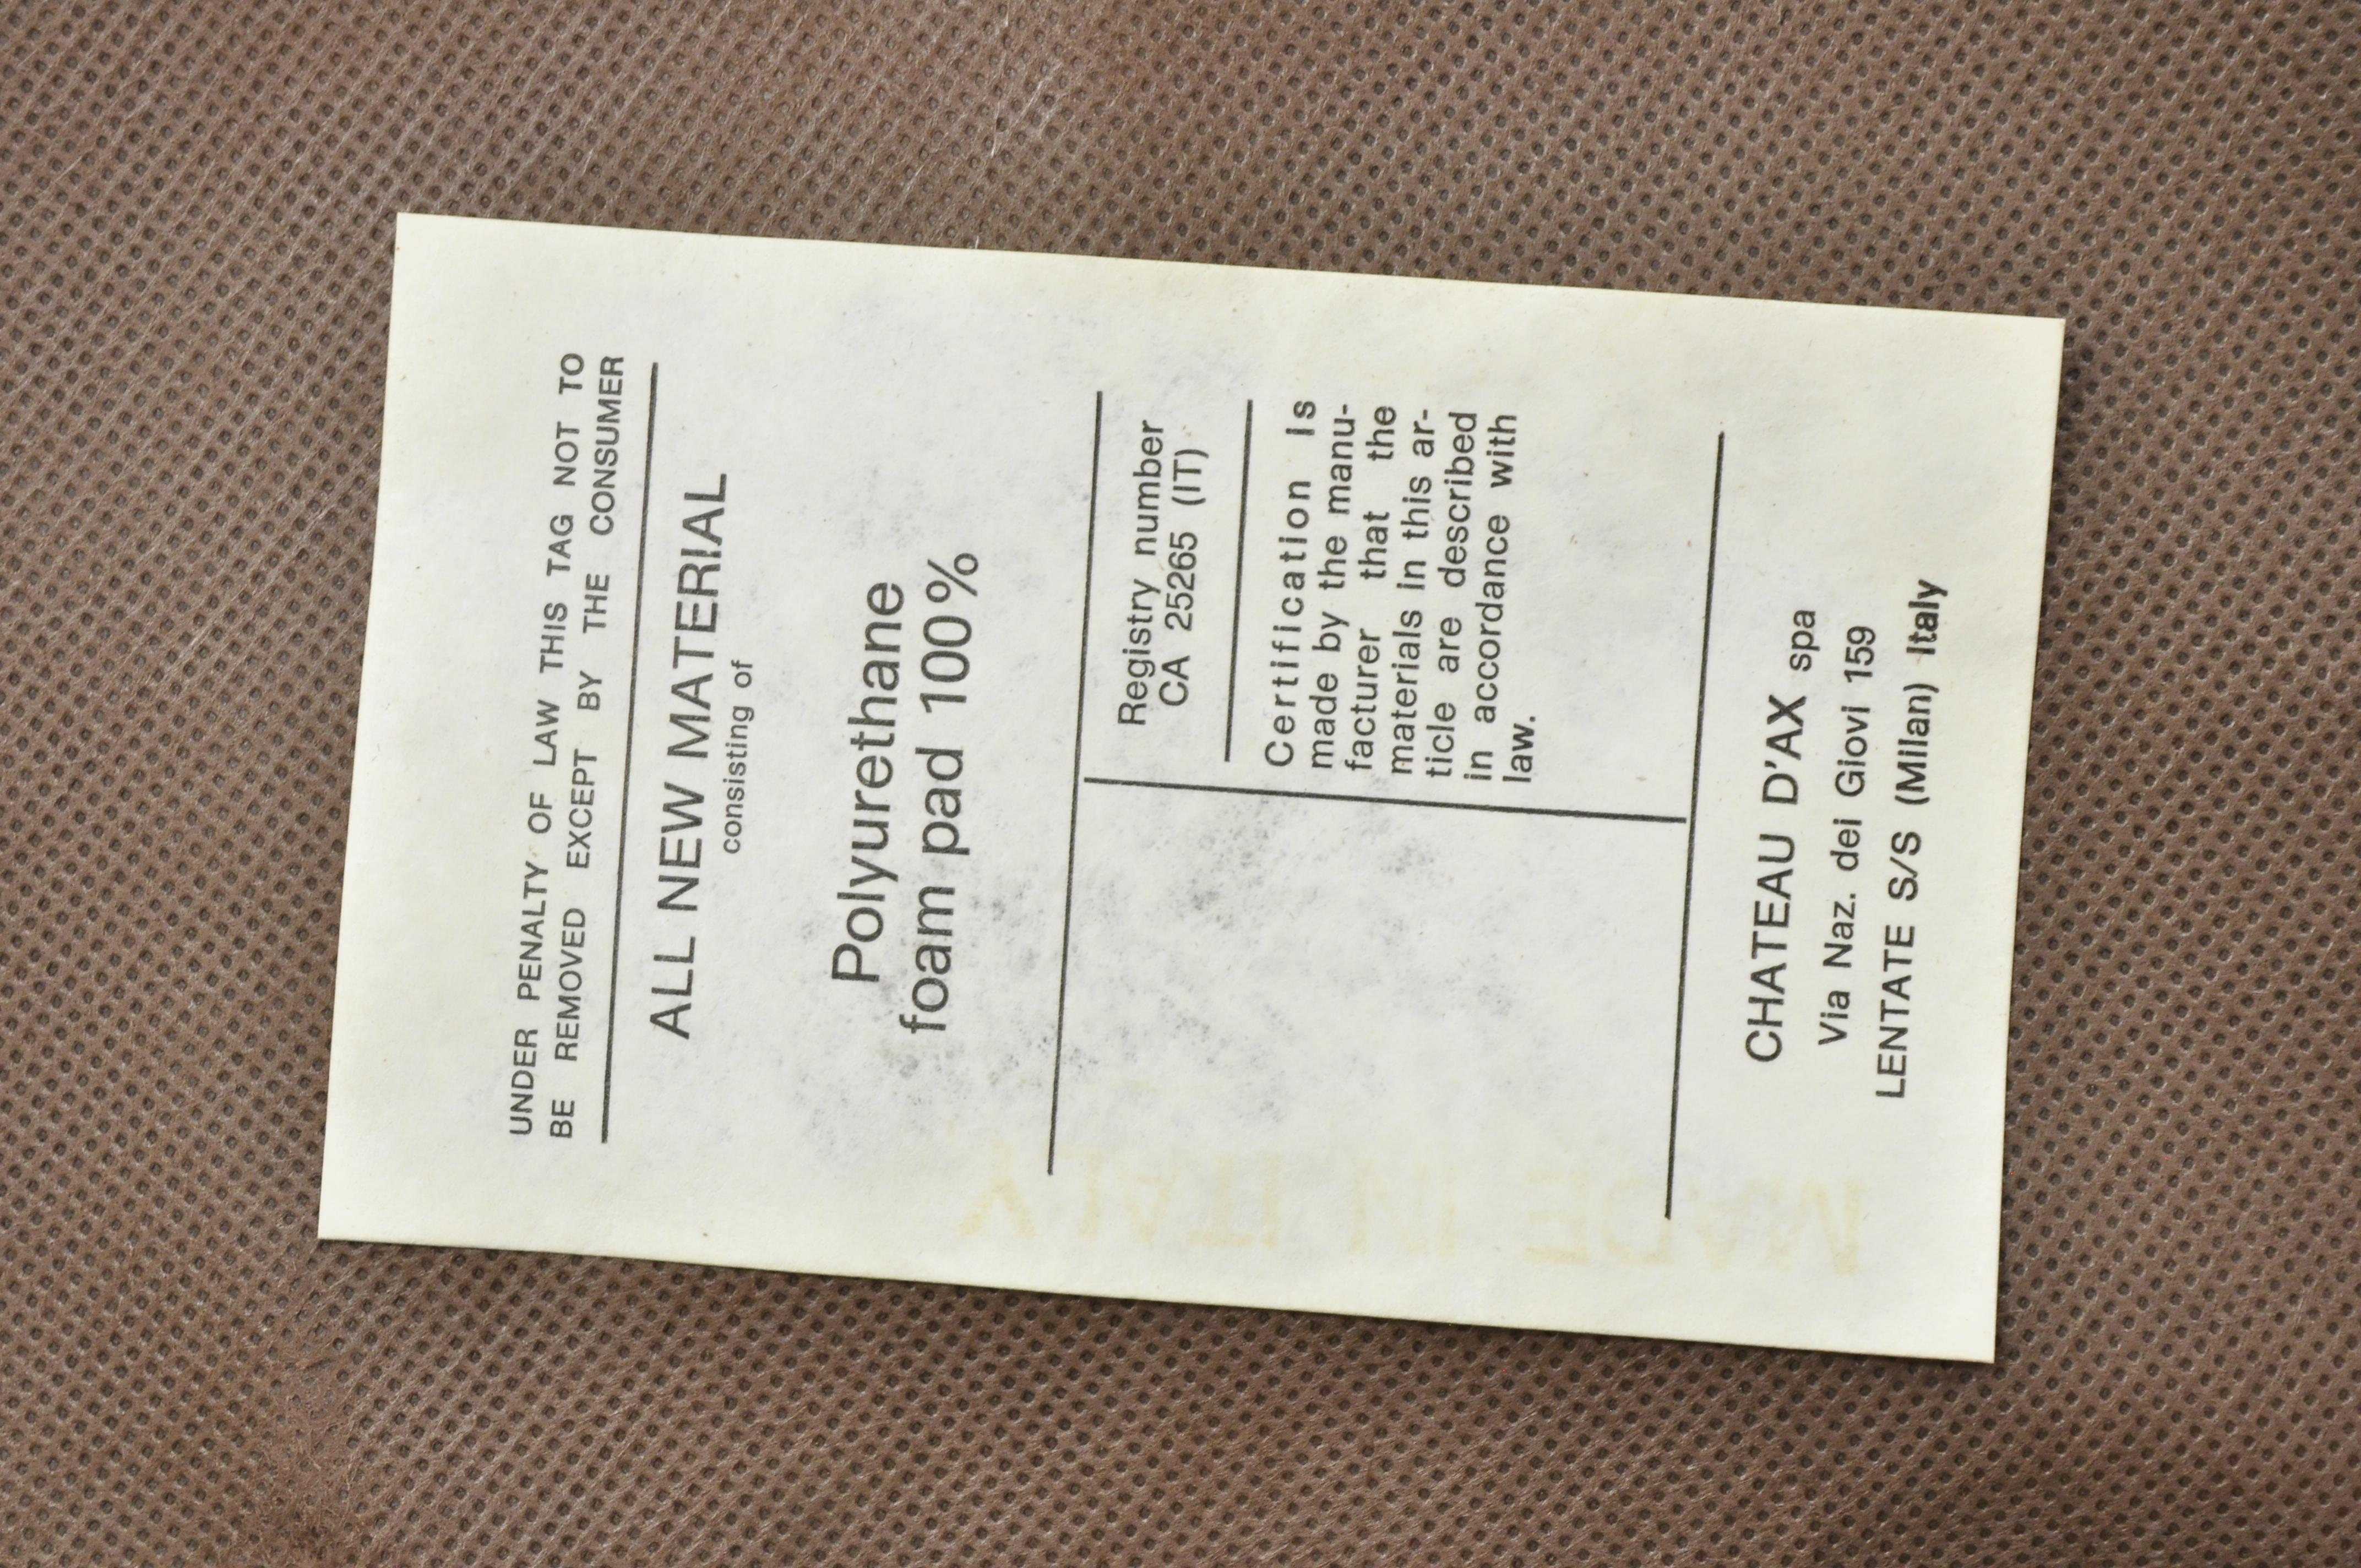 UNDER PENALTY OF LAW THIS TAG NOT TO
BE REMOVED EXCEPT BY THE CONSUMER
ALL NEW MATERIAL
consisting of
Polyurethane
foam pad 100%
Registry number
CA 25265 (IT)
Certification is
made by the manu-
facturer that the
materials in this ar-
ticle are described
in accordance with
law.
CHATEAU D'AX spa
Via Naz. dei Giovi 159
LENTATE S/S (Milan) Italy
MADE IN ITALY